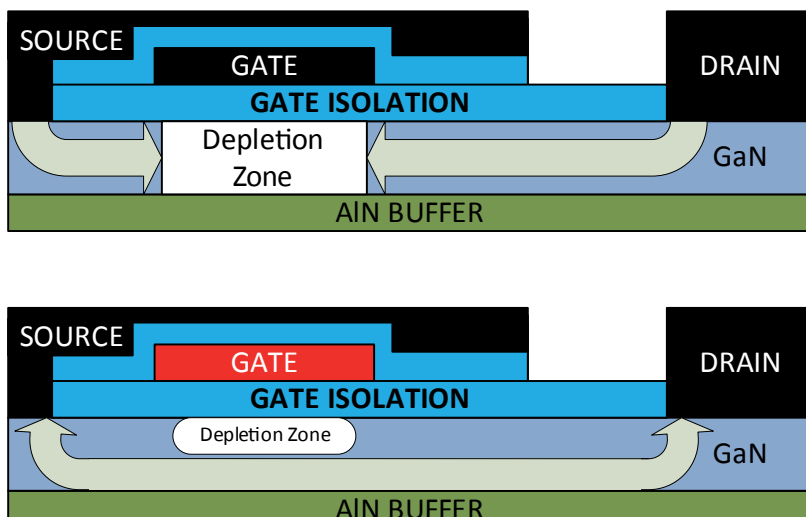 SOURCE
GATE
DRAIN
GATE ISOLATION
Depletion
Zone
GaN
AlN BUFFER
SOURCE
GATE
DRAIN
GATE ISOLATION
Depletion Zone
GaN
AlN BUFFER